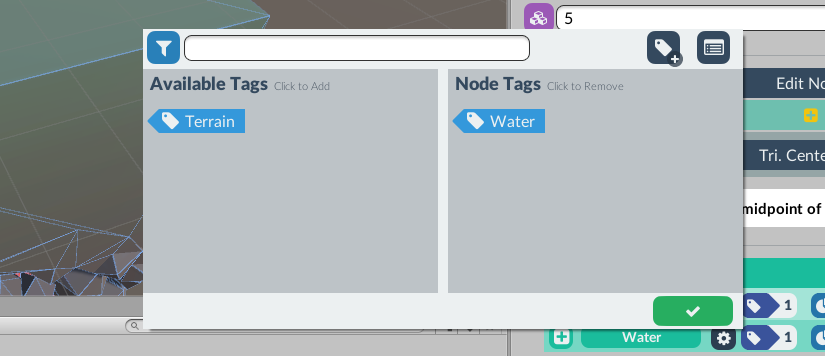 5
Available Tags Click to Add
Node Tags Click to Remove
Terrain
Water
Edit No
Tri. Cente
midpoint of
1
Water
1